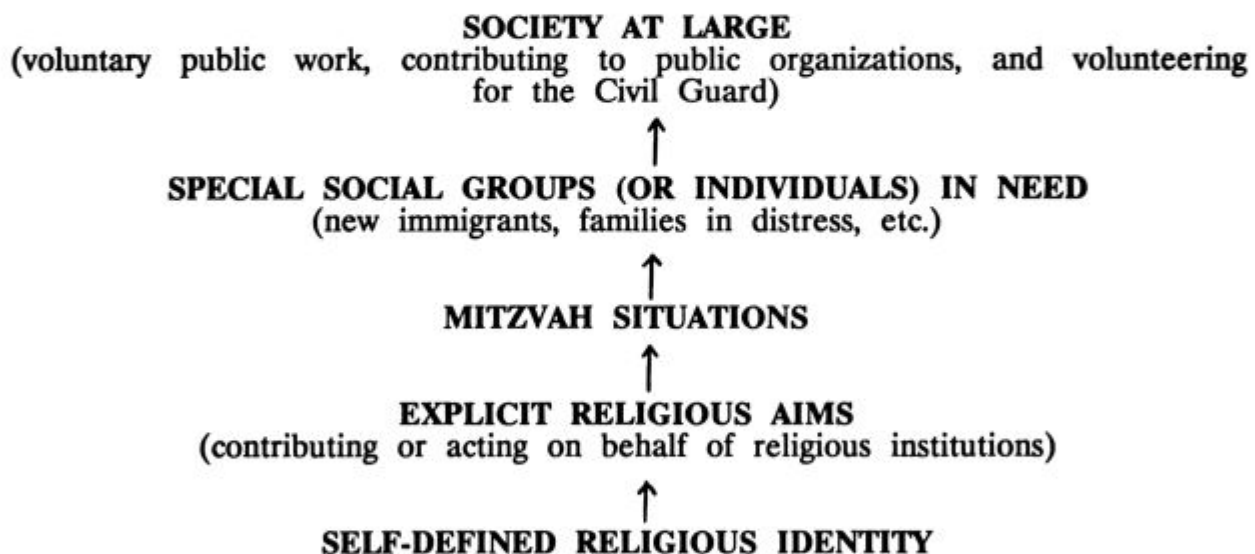 SOCIETY AT LARGE
(voluntary public work, contributing to public organizations, and volunteering
for the Civil Guard)
SPECIAL SOCIAL GROUPS (OR INDIVIDUALS) IN NEED
(new immigrants, families in distress, etc.)
MITZVAH SITUATIONS
EXPLICIT RELIGIOUS AIMS
(contributing or acting on behalf of religious institutions)
SELF-DEFINED RELIGIOUS IDENTITY